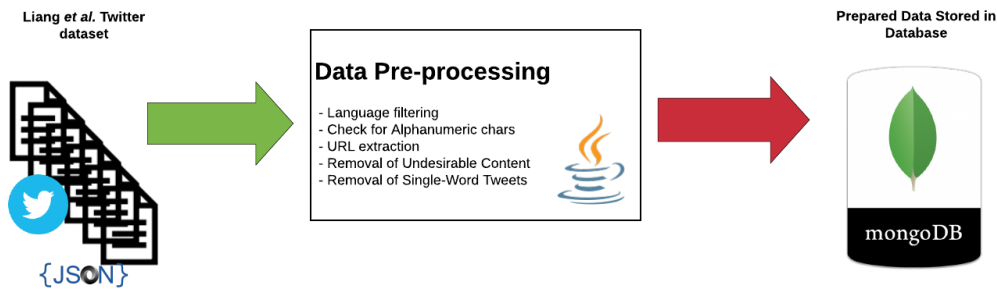 Liang et al. Twitter
dataset
{JSON}
Data Pre-processing
- Language filtering
- Check for Alphanumeric chars
- URL extraction
- Removal of Undesirable Content
- Removal of Single-Word Tweets
Prepared Data Stored in
Database
mongoDB